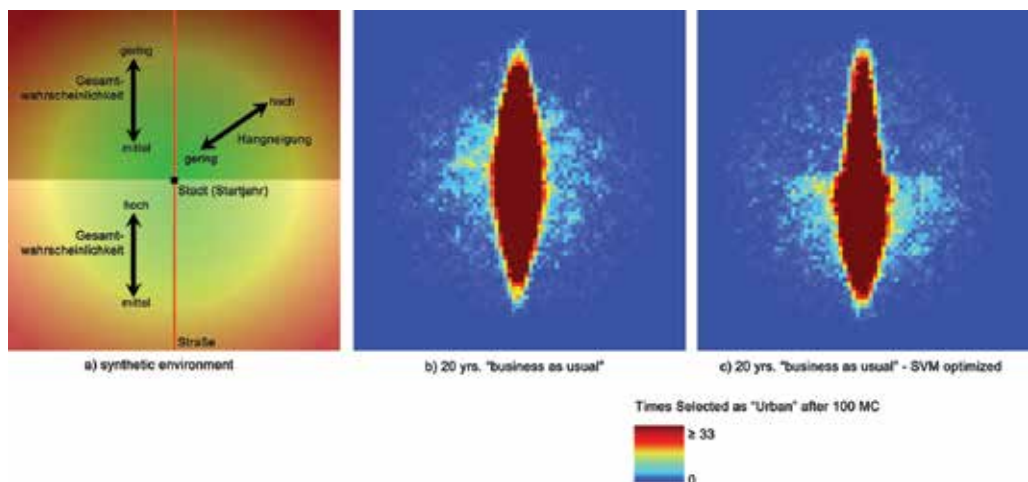 gering
Gesamt-
wahrscheinlichkeit
mittel
hoch
Hangneigung
gering
Stadt (Startjahr)
hoch
Gesamt-
wahrscheinlichkeit
mittel
Straße
a) synthetic environment
b) 20 yrs. "business as usual"
c) 20 yrs. "business as usual" - SVM optimized
Times Selected as "Urban" after 100 MC
≥ 33
0